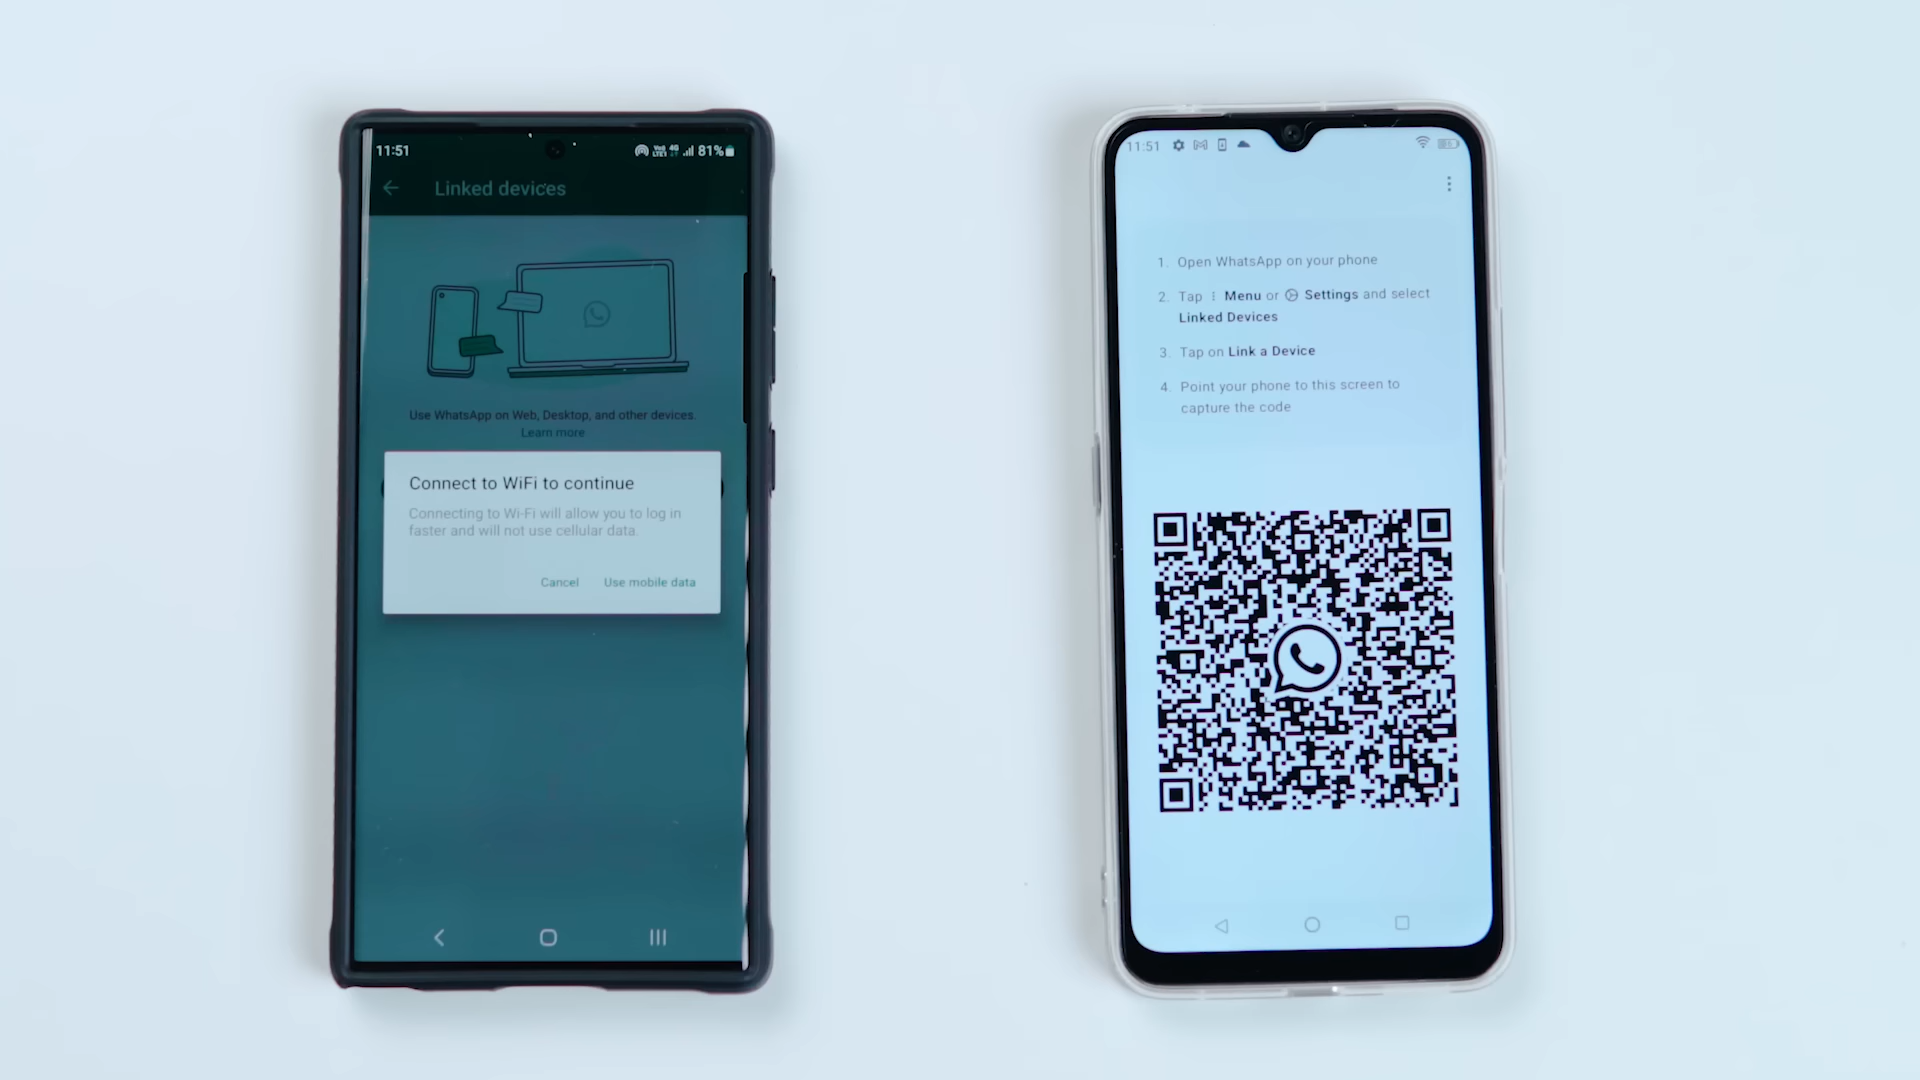 11:51
VoB LTE1 4G 81%
Linked devices
Use WhatsApp on Web, Desktop, and other devices.
Learn more
Connect to WiFi to continue
Connecting to Wi-Fi will allow you to log in
faster and will not use cellular data.
Cancel Use mobile data
11:51
1. Open WhatsApp on your phone
2. Tap Menu or Settings and select
Linked Devices
3. Tap on Link a Device
4. Point your phone to this screen to
capture the code